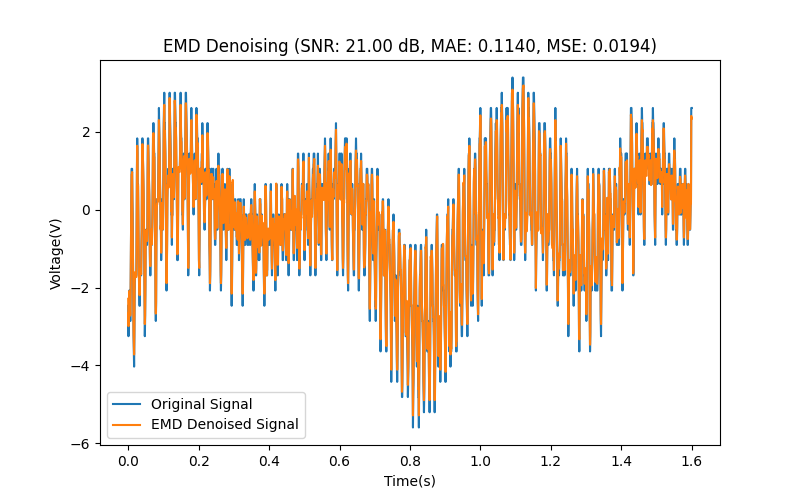 EMD Denoising (SNR: 21.00 dB, MAE: 0.1140, MSE: 0.0194)
2
0
−2
−4
−6
Voltage(V)
Original Signal
EMD Denoised Signal
0.0 0.2 0.4 0.6 0.8 1.0 1.2 1.4 1.6
Time(s)